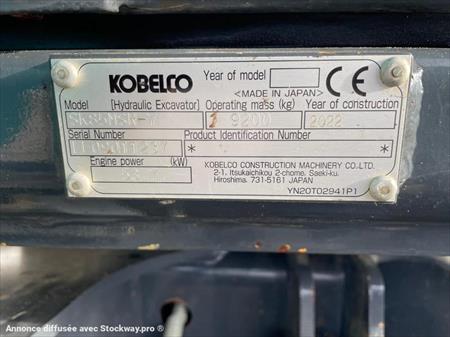 KOBELCO Year of model CE
<MADE IN JAPAN>
Model [Hydraulic Excavator] Operating mass (kg) Year of construction
9200 2022
Serial Number Product Identification Number
* *
Engine power (kW)
KOBELCO CONSTRUCTION MACHINERY CO.,LTD.
2-1, Itsukaichikou 2-chome, Saeki-ku,
Hiroshima 731-5161 JAPAN
YN20T02941P1
Annonce diffusée avec Stockway.pro ®